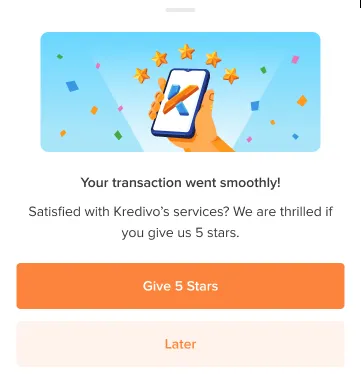 Your transaction went smoothly!
Satisfied with Kredivo's services? We are thrilled if
you give us 5 stars.
Give 5 Stars
Later